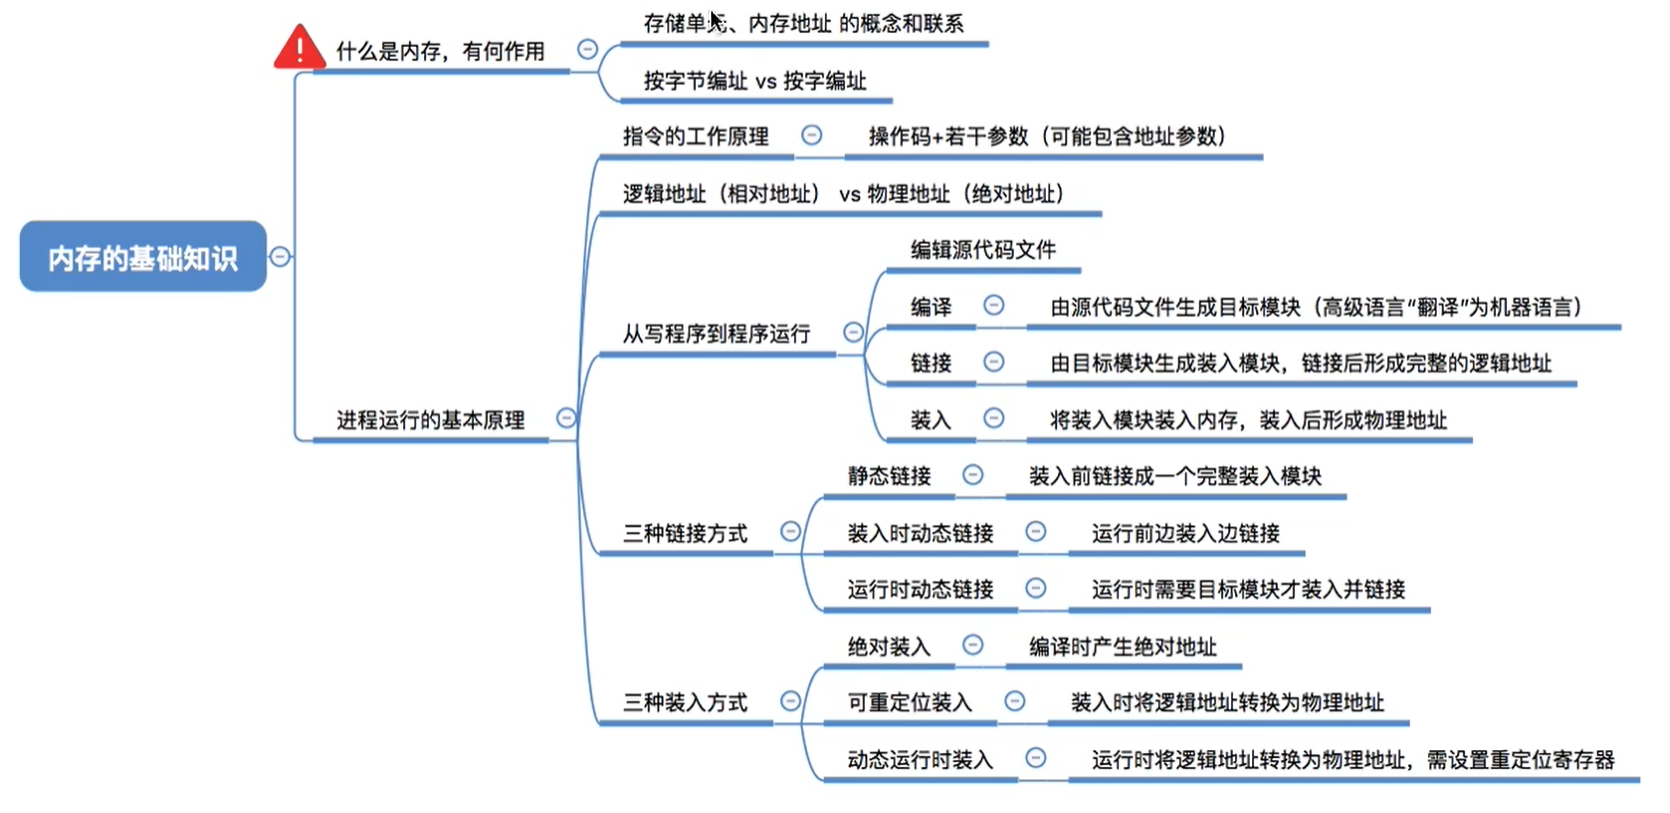 内存的基础知识
什么是内存，有何作用
存储单元、内存地址 的概念和联系
按字节编址 vs 按字编址
进程运行的基本原理
指令的工作原理
操作码+若干参数（可能包含地址参数）
逻辑地址（相对地址） vs 物理地址（绝对地址）
从写程序到程序运行
编辑源代码文件
编译
由源代码文件生成目标模块（高级语言“翻译”为机器语言）
链接
由目标模块生成装入模块，链接后形成完整的逻辑地址
装入
将装入模块装入内存，装入后形成物理地址
三种链接方式
静态链接
装入前链接成一个完整装入模块
装入时动态链接
运行前边装入边链接
运行时动态链接
运行时需要目标模块才装入并链接
三种装入方式
绝对装入
编译时产生绝对地址
可重定位装入
装入时将逻辑地址转换为物理地址
动态运行时装入
运行时将逻辑地址转换为物理地址，需设置重定位寄存器